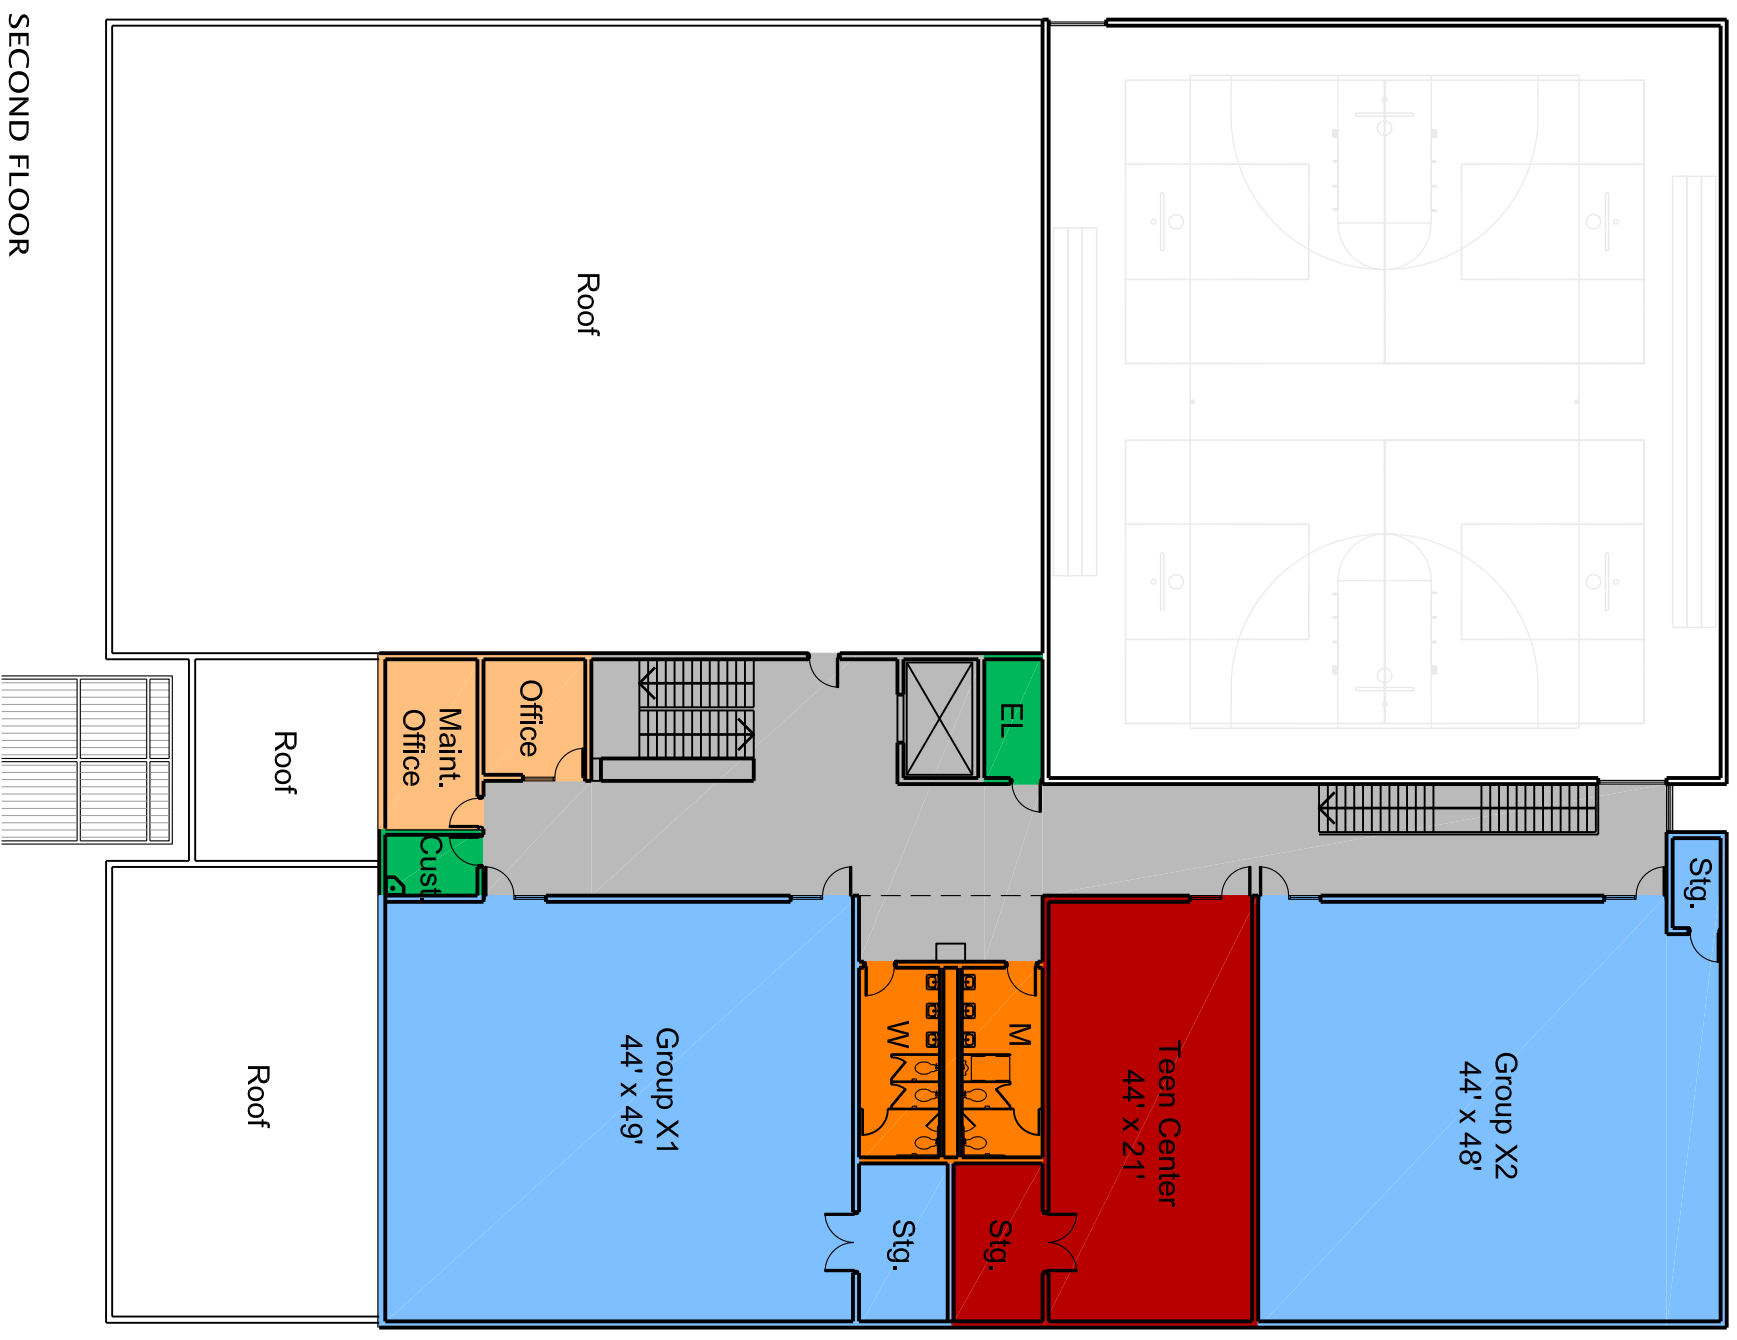 SECOND FLOOR
Roof
Roof
Roof
Maint.
Office
Office
EL
Cust.
Stg.
Group X1
44' x 49'
W
M
Teen Center
44' x 21'
Group X2
44' x 48'
Stg.
Stg.